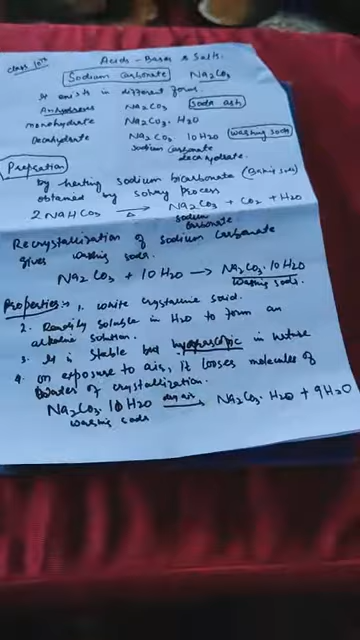 class 10th
Acids - Bases & Salts.
Sodium Carbonate Na2Co3
It exists in different forms.
Anhydrous Na2Co3 Soda ash
monohydrate Na2Co3. H2O
Decahydrate Na2Co3 10H2O washing soda
Sodium carbonate
decahydrate.
Prepration
by heating sodium bicarbonate (Baking soda)
obtained by solvay process
2NaHCo3 → Δ Na2Co3 + Co2 + H2O
Sodium
Carbonate
Recrystallization of Sodium Carbonate
gives washing soda.
Na2Co3 + 10H2O → Na2Co3.10H2O
washing soda.
Properties:- 1. white crystalline solid.
2. Readily soluble in H2O to form an
alkaline solution.
3. It is stable but hygroscopic in nature
4. on exposure to air, it looses molecules of
water of crystallization.
Na2Co3 10H2O dry air → Na2Co3.H2O + 9H2O
washing soda